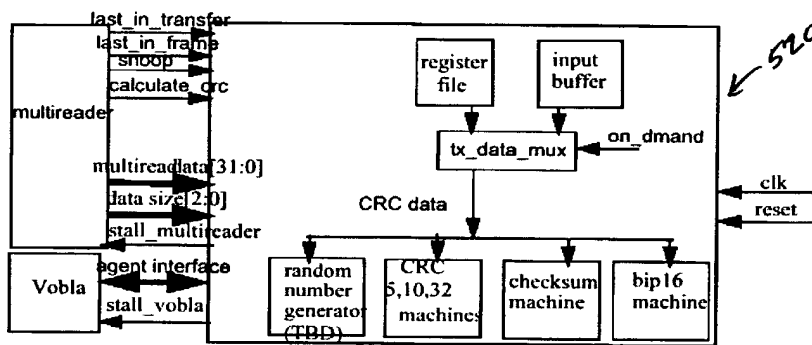 last_in_transfer
last_in_frame
snoop
calculate_crc
multireader
multireaddata[31:0]
data size[2:0]
stall_multireader
agent interface
Vobla
stall_vobla
register
file
input
buffer
tx_data_mux
on_dmand
CRC data
random
number
generator
(TBD)
CRC
5,10,32
machines
checksum
machine
bip16
machine
520
clk
reset